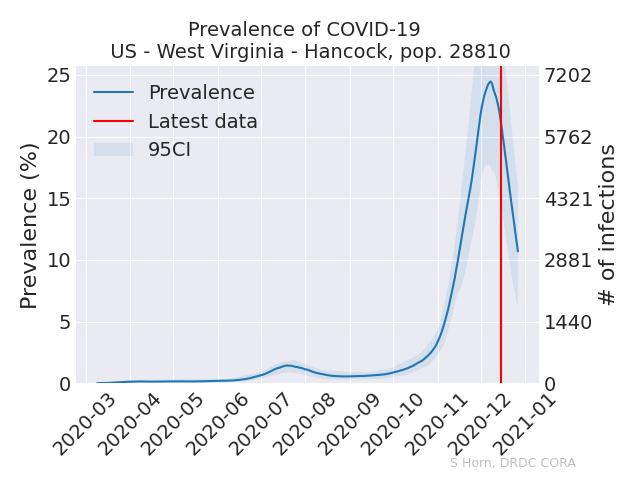 Prevalence of COVID-19
US - West Virginia - Hancock, pop. 28810
Prevalence
Latest data
95CI
Prevalence (%)
25
20
15
10
5
0
7202
5762
4321
2881
1440
0
# of infections
2020-03
2020-04
2020-05
2020-06
2020-07
2020-08
2020-09
2020-10
2020-11
2020-12
2021-01
S Horn, DRDC CORA